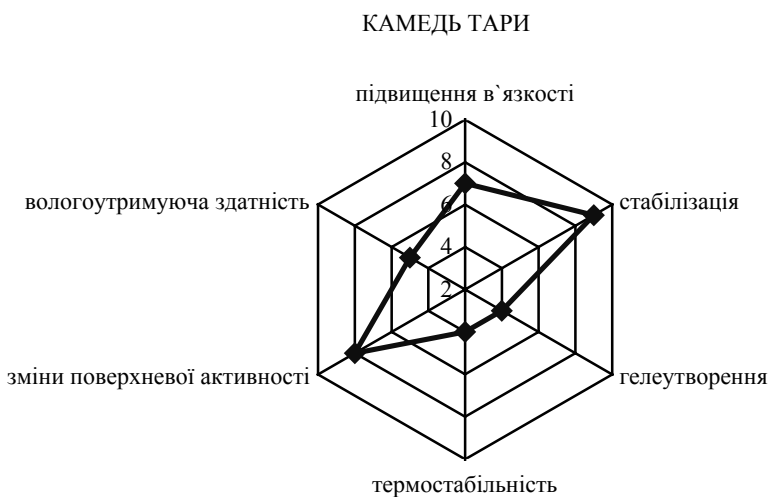 КАМЕДЬ ТАРИ
підвищення в`язкості
10
8
вологоутримуюча здатність
6
стабілізація
4
2
зміни поверхневої активності
гелеутворення
термостабільність